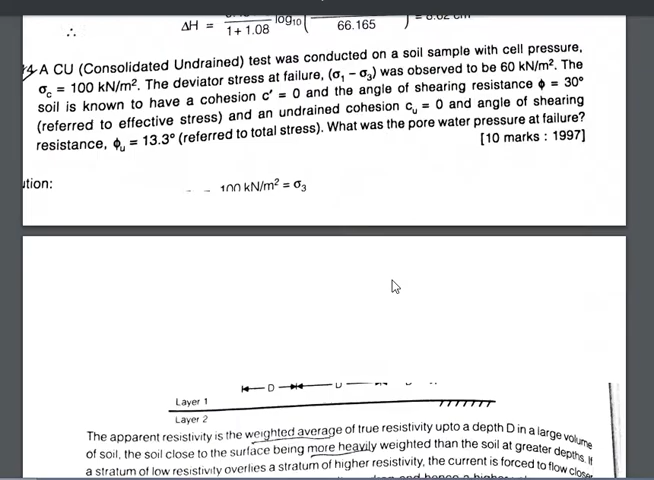 ∴ ΔH = log₁₀( 1 + 1.08 66.165 )
A CU (Consolidated Undrained) test was conducted on a soil sample with cell pressure,
σc = 100 kN/m². The deviator stress at failure, (σ₁ – σ₃) was observed to be 60 kN/m². The
soil is known to have a cohesion c' = 0 and the angle of shearing resistance ϕ = 30°
(referred to effective stress) and an undrained cohesion cᵤ = 0 and angle of shearing
resistance, ϕᵤ = 13.3° (referred to total stress). What was the pore water pressure at failure?
[10 marks : 1997]
ution:
100 kN/m² = σ₃
D
Layer 1
Layer 2
The apparent resistivity is the weighted average of true resistivity upto a depth D in a large volume
of soil, the soil close to the surface being more heavily weighted than the soil at greater depths. If
a stratum of low resistivity overlies a stratum of higher resistivity, the current is forced to flow closer